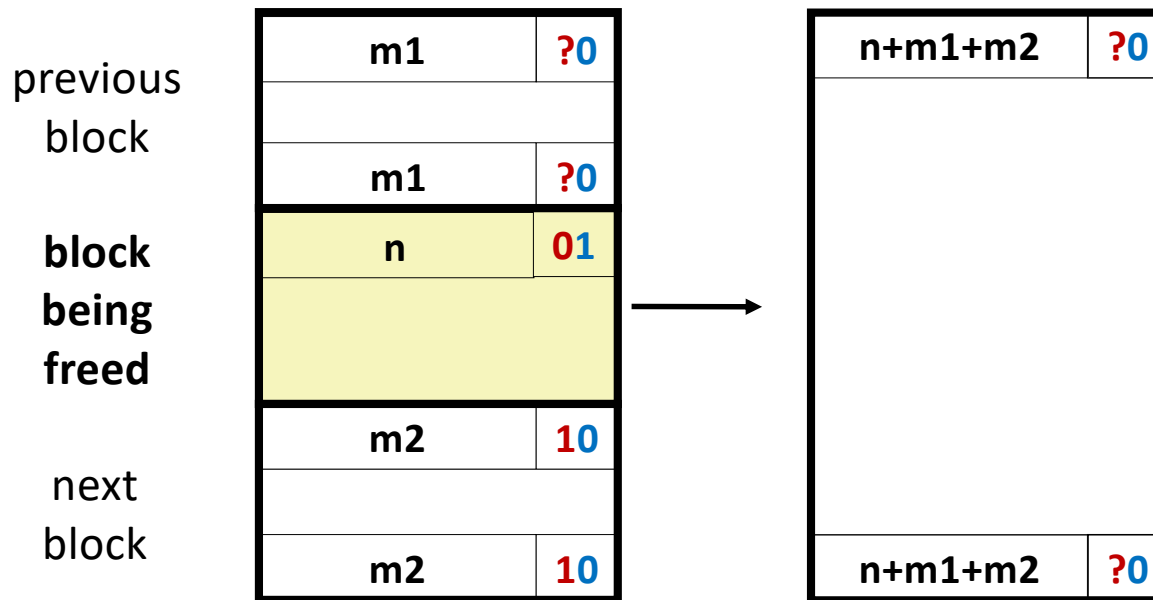 previous
block
m1 ?0
m1 ?0
block
being
freed
n 01
next
block
m2 10
m2 10
n+m1+m2 ?0
n+m1+m2 ?0